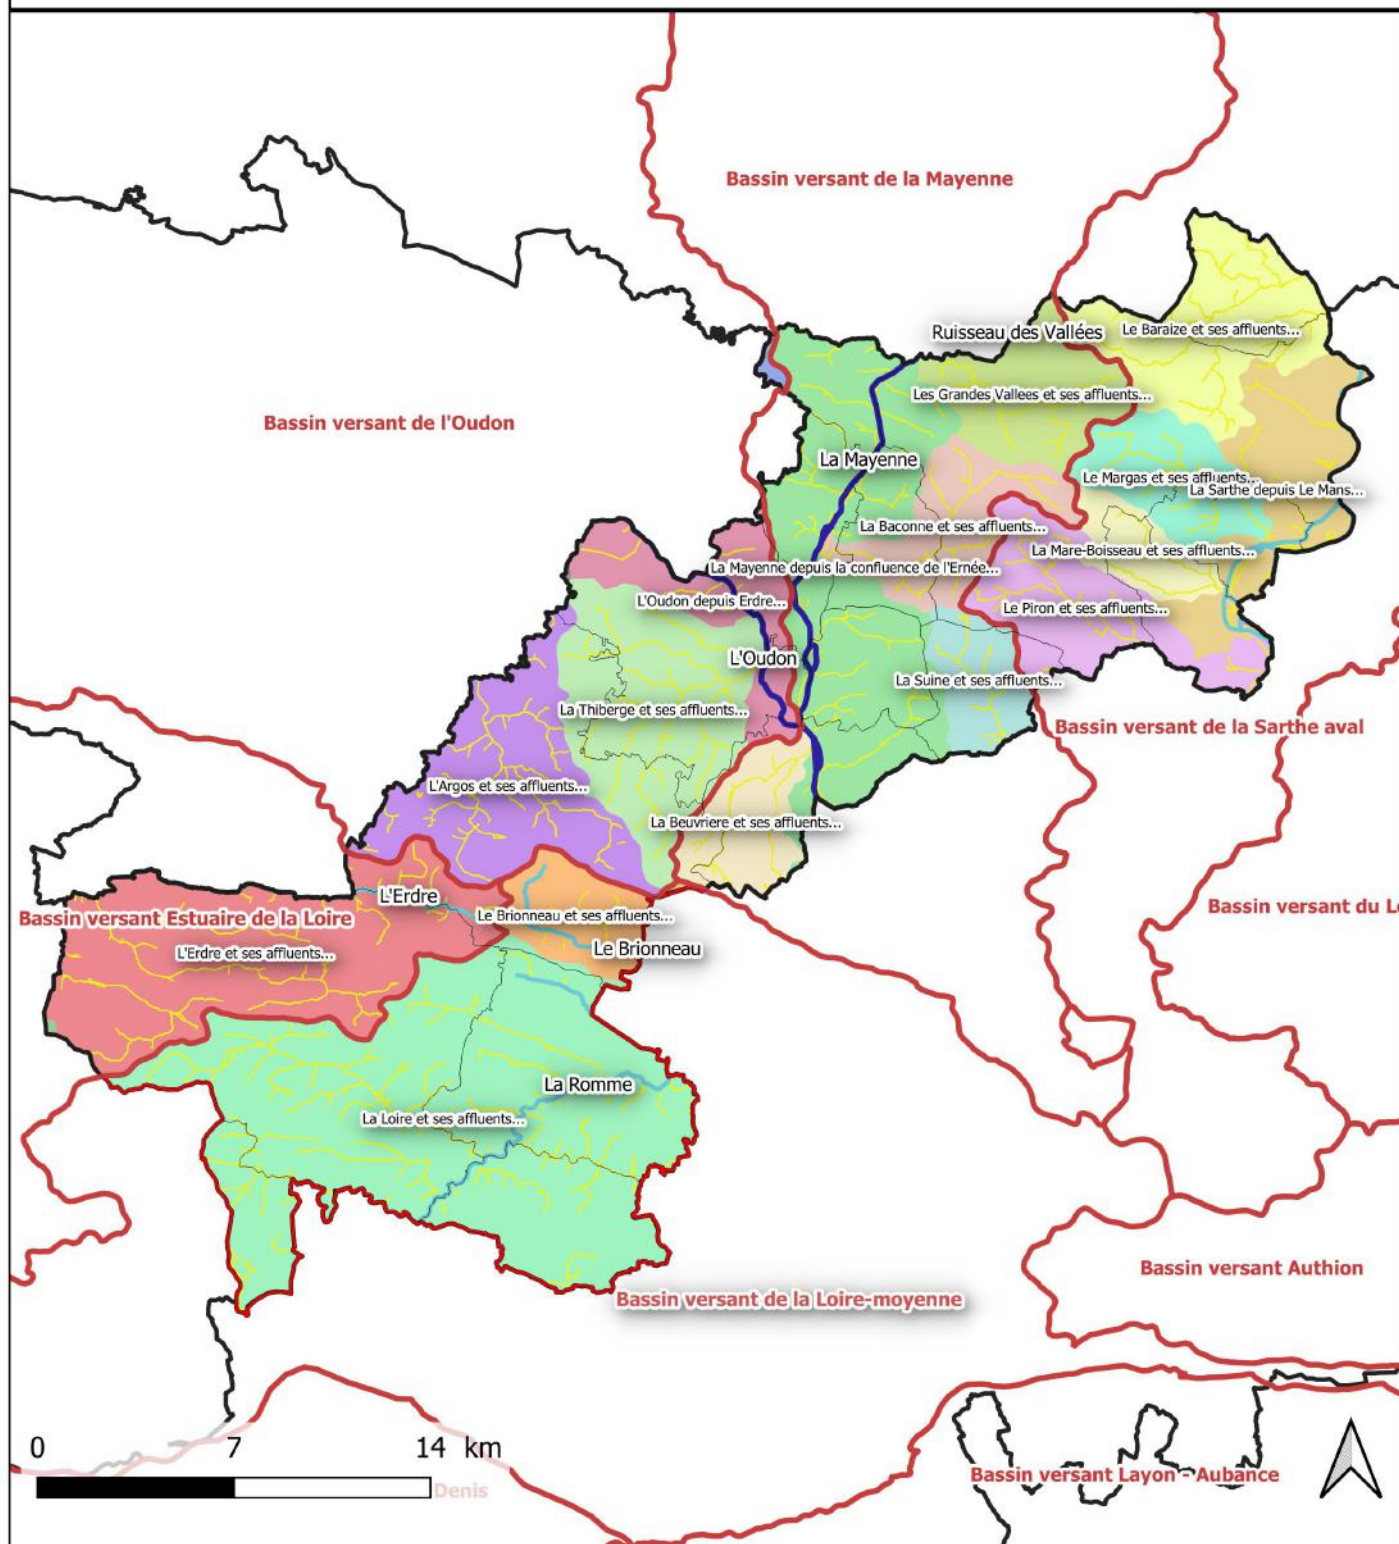 Bassin versant de la Mayenne
Ruisseau des Vallées
Le Baraize et ses affluents...
Les Grandes Vallees et ses affluents...
Bassin versant de l'Oudon
La Mayenne
Le Margas et ses affluents...
La Sarthe depuis Le Mans...
La Baconne et ses affluents...
La Mare-Boisseau et ses affluents...
La Mayenne depuis la confluence de l'Ernée...
L'Oudon depuis Erdre...
Le Piron et ses affluents...
L'Oudon
La Suine et ses affluents...
La Thiberge et ses affluents...
Bassin versant de la Sarthe aval
L'Argos et ses affluents...
La Beuvriere et ses affluents...
L'Erdre
Bassin versant du
Bassin versant Estuaire de la Loire
Le Brionneau et ses affluents...
L'Erdre et ses affluents...
Le Brionneau
La Romme
La Loire et ses affluents...
Bassin versant Authion
Bassin versant de la Loire-moyenne
0 7 14 km
Bassin versant Layon - Aubance
Denis